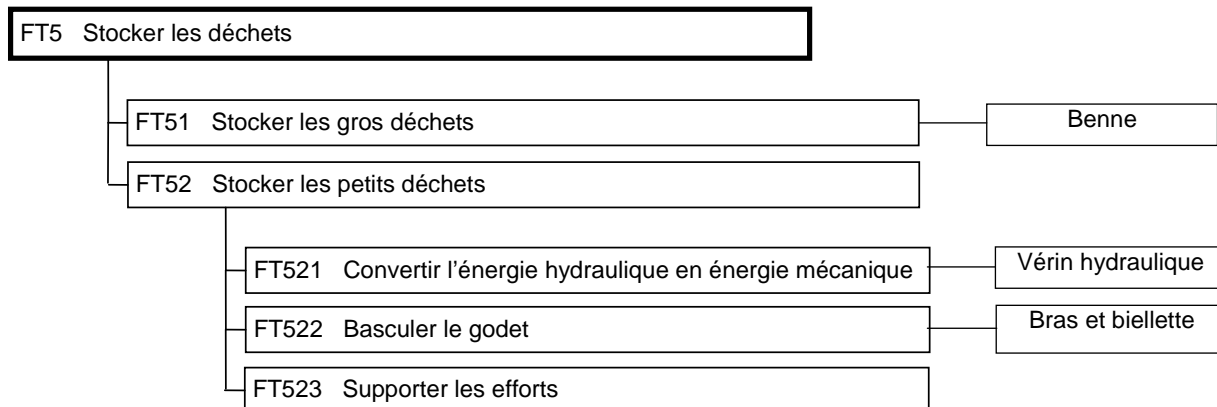 FT5 Stocker les déchets
FT51 Stocker les gros déchets
Benne
FT52 Stocker les petits déchets
FT521 Convertir l’énergie hydraulique en énergie mécanique
Vérin hydraulique
FT522 Basculer le godet
Bras et biellette
FT523 Supporter les efforts